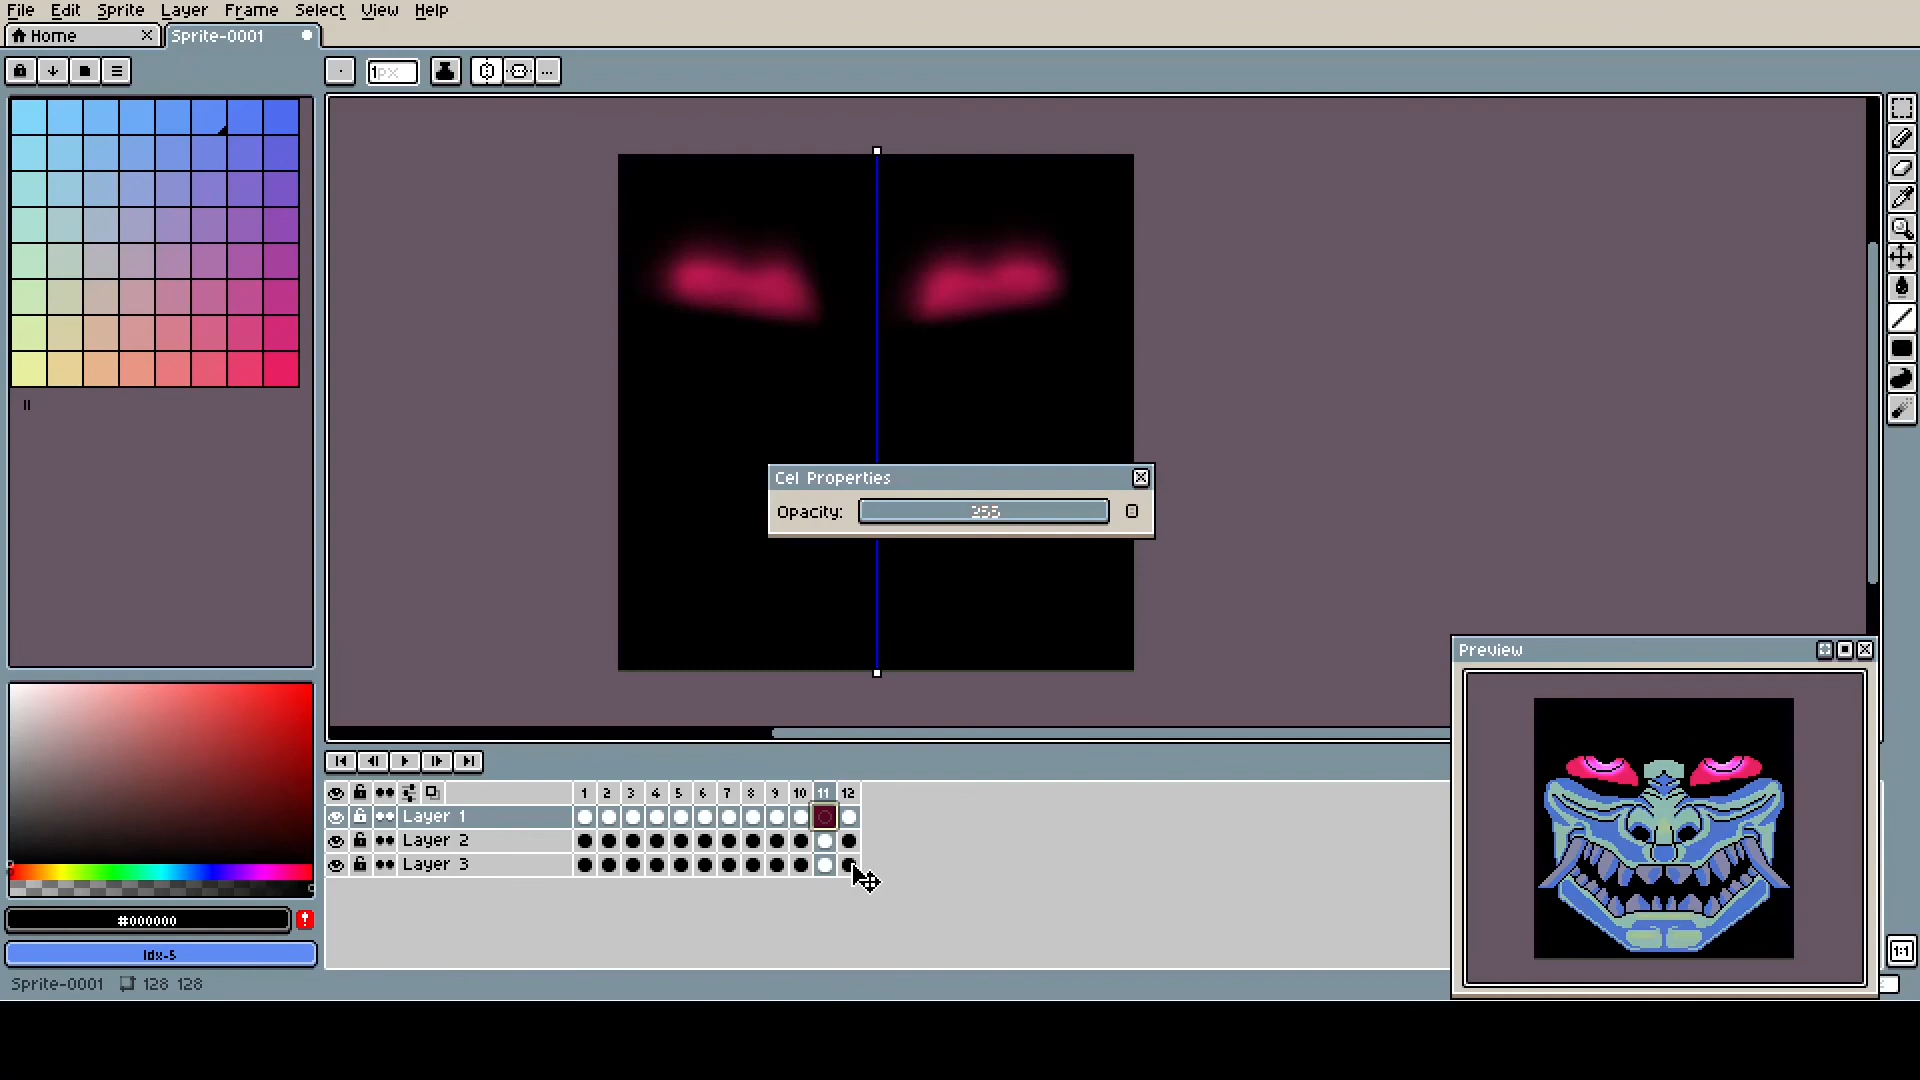 File Edit Sprite Layer Frame Select View Help
Home
Sprite-0001
1px
Cel Properties
Opacity: 255
Preview
1 2 3 4 5 6 7 8 9 10 11 12
Layer 1
Layer 2
Layer 3
#000000
Idx-5
Sprite-0001 128 128
1:1